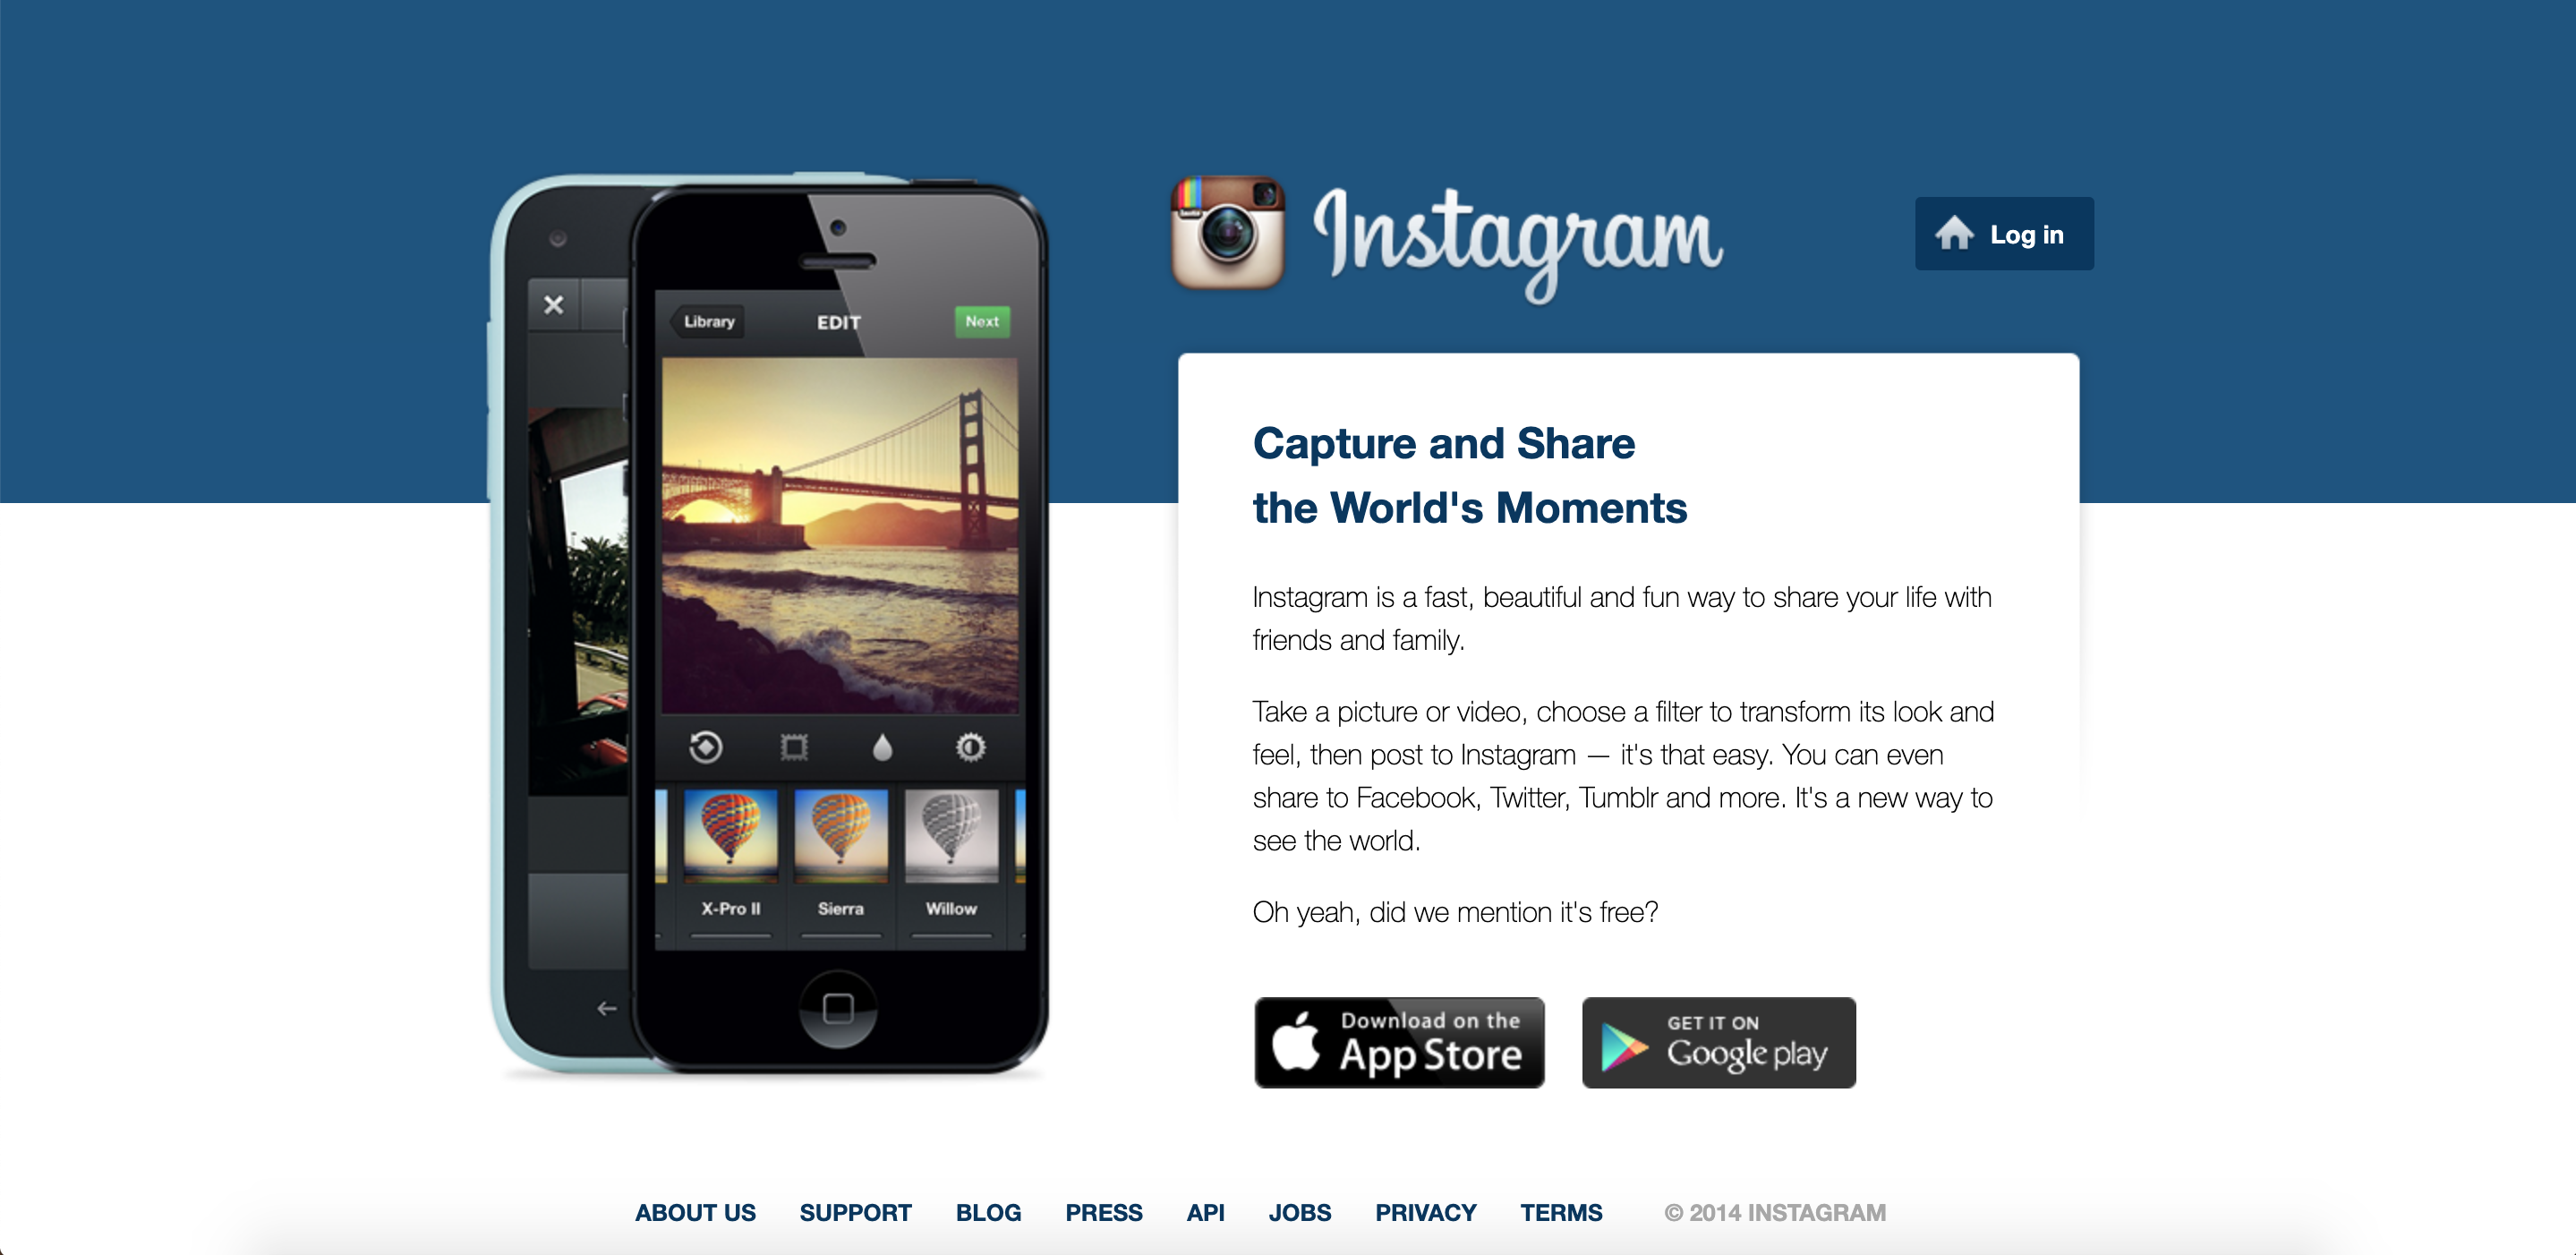 Instagram
Log in
Library
EDIT
Next
X-Pro II
Sierra
Willow
Capture and Share
the World's Moments
Instagram is a fast, beautiful and fun way to share your life with
friends and family.
Take a picture or video, choose a filter to transform its look and
feel, then post to Instagram — it's that easy. You can even
share to Facebook, Twitter, Tumblr and more. It's a new way to
see the world.
Oh yeah, did we mention it's free?
Download on the
App Store
GET IT ON
Google play
ABOUT US SUPPORT BLOG PRESS API JOBS PRIVACY TERMS © 2014 INSTAGRAM